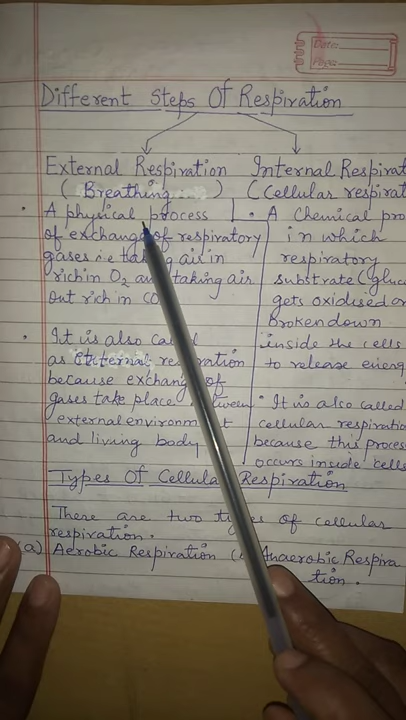 Date:
Page:
Different Steps Of Respiration
External Respiration
( Breathing )
• A physical process
of exchange of respiratory
gases i.e taking air in
rich in O2 and taking air
out rich in
• It is also
as External respiration
because exchange of
gases take place between
external environment
and living body
Internal Respirat
(Cellular respirat
• A Chemical pro
in which
respiratory
substrate (gluc
gets oxidised or
broken down
inside the cells
to release energ
• It is also called
cellular respiratio
because this proces
occurs inside cells
Types Of Cellular Respiration
There are two types of cellular
respiration.
(a) Aerobic Respiration ( Anaerobic Respira
tion.